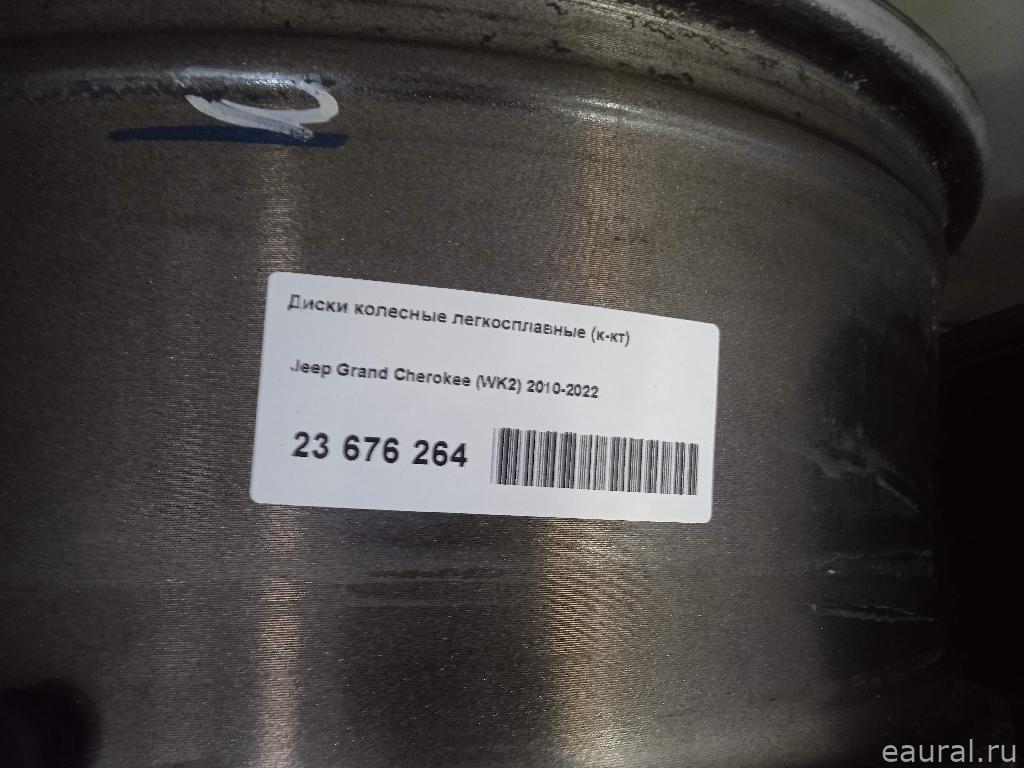 Диски колесные легкосплавные (к-кт)
Jeep Grand Cherokee (WK2) 2010-2022
23 676 264
eaural.ru